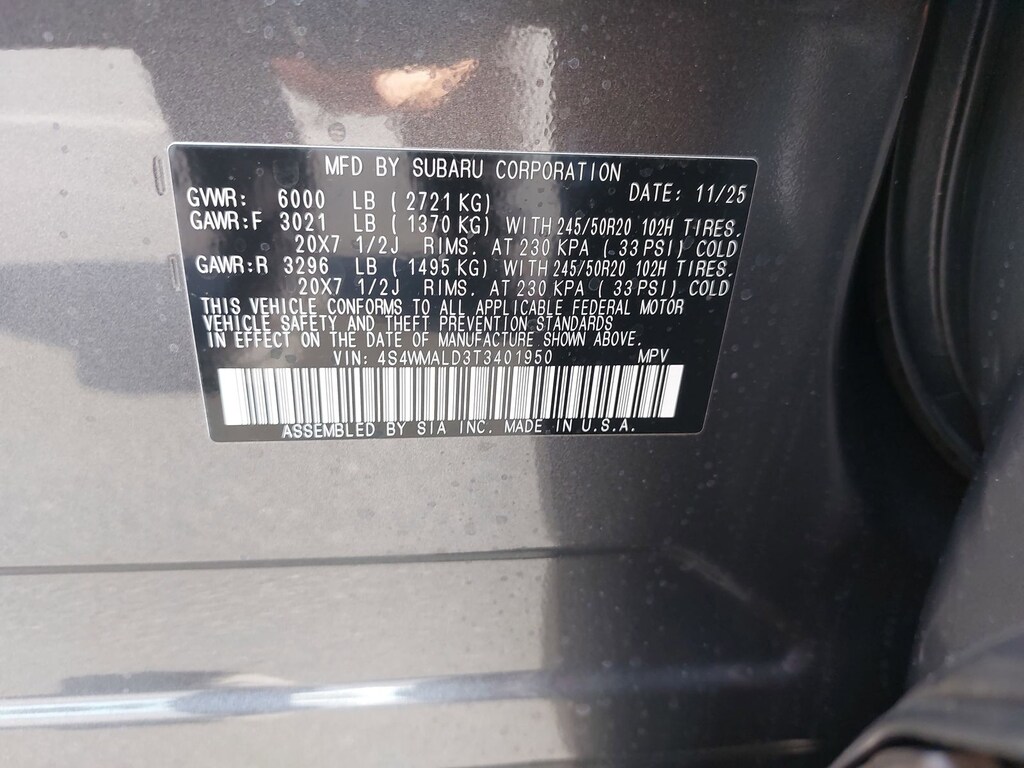 MFD BY SUBARU CORPORATION
GVWR: 6000 LB ( 2721 KG) DATE: 11/25
GAWR:F 3021 LB ( 1370 KG) WITH 245/50R20 102H TIRES.
20X7 1/2J RIMS. AT 230 KPA ( 33 PSI) COLD
GAWR:R 3296 LB ( 1495 KG) WITH 245/50R20 102H TIRES.
20X7 1/2J RIMS. AT 230 KPA ( 33 PSI) COLD
THIS VEHICLE CONFORMS TO ALL APPLICABLE FEDERAL MOTOR
VEHICLE SAFETY AND THEFT PREVENTION STANDARDS
IN EFFECT ON THE DATE OF MANUFACTURE SHOWN ABOVE.
VIN: 4S4WMALD3T3401950 MPV
ASSEMBLED BY SIA INC. MADE IN U.S.A.